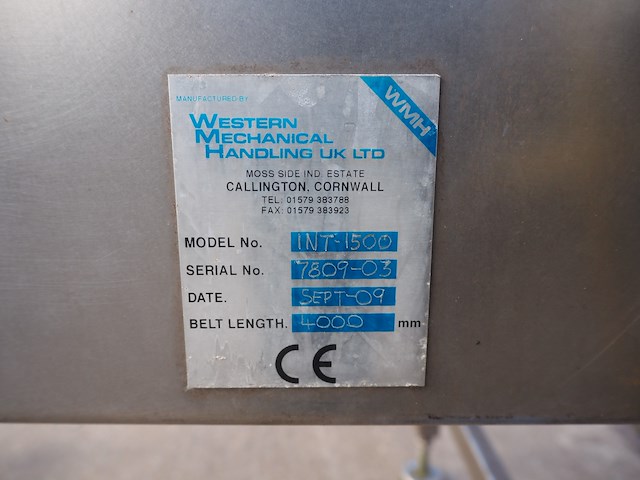 MANUFACTURED BY
WMH
WESTERN
MECHANICAL
HANDLING UK LTD
MOSS SIDE IND. ESTATE
CALLINGTON, CORNWALL
TEL: 01579 383788
FAX: 01579 383923
MODEL No. INT-1500
SERIAL No. 7809-03
DATE. SEPT-09
BELT LENGTH. 4000 mm
CE